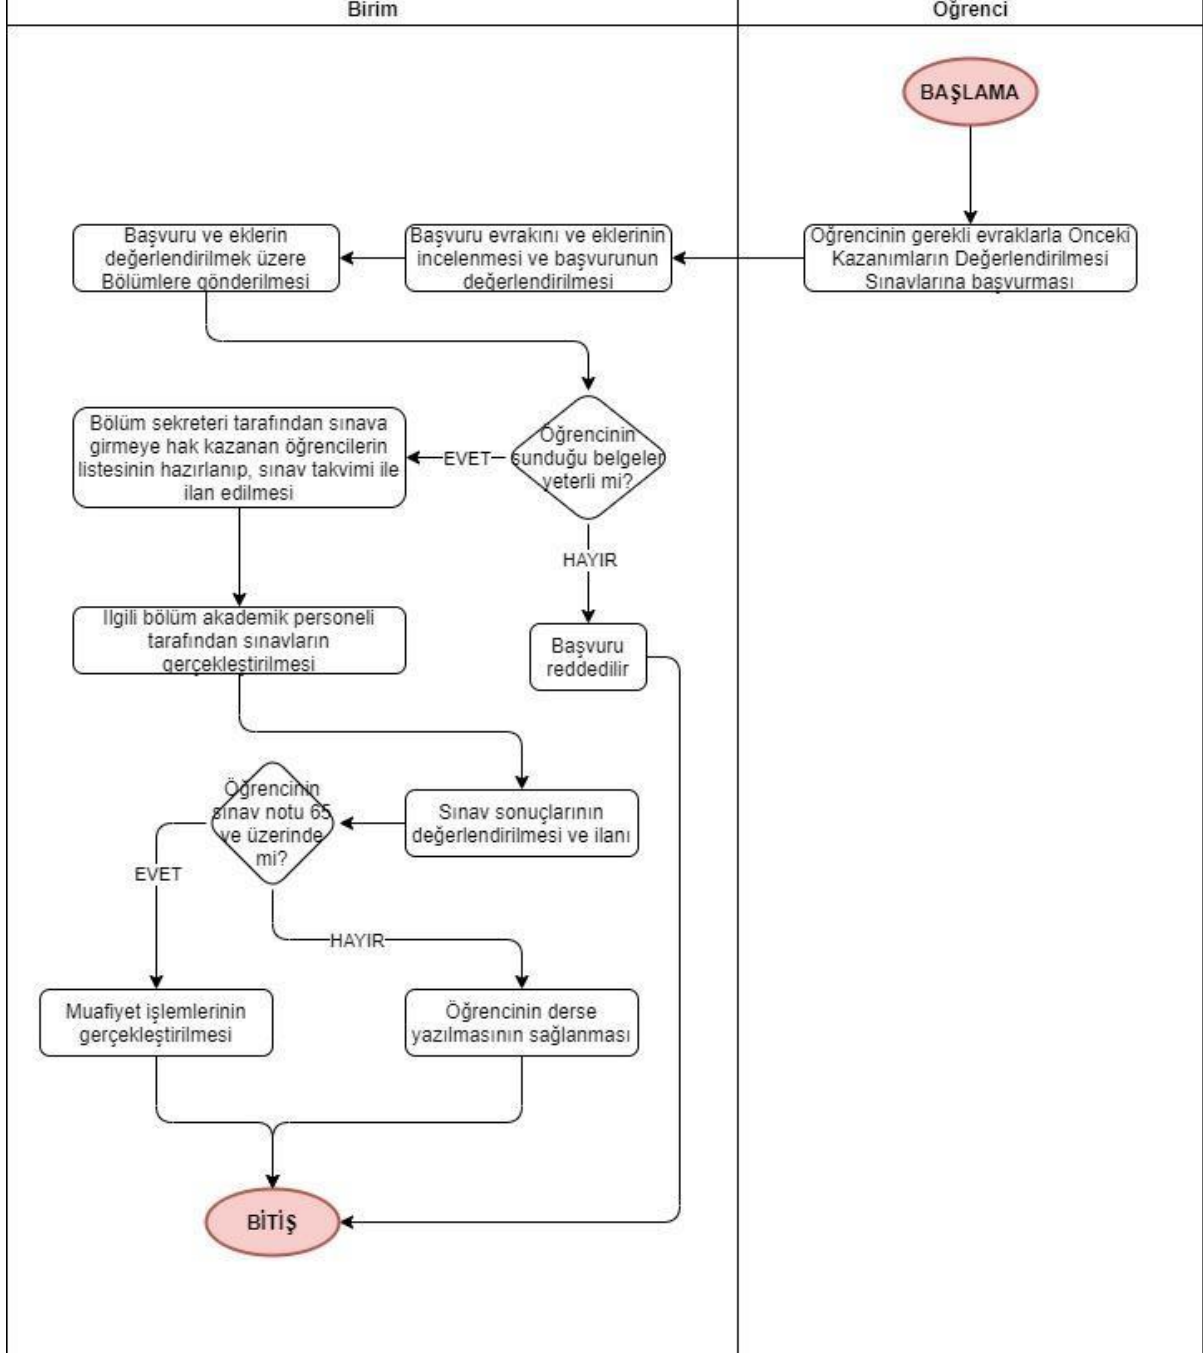 Birim
Öğrenci
BAŞLAMA
Öğrencinin gerekli evraklarla Önceki
Kazanımların Değerlendirilmesi
Sınavlarına başvurması
Başvuru evrakını ve eklerinin
incelenmesi ve başvurunun
değerlendirilmesi
Başvuru ve eklerin
değerlendirilmek üzere
Bölümlere gönderilmesi
Öğrencinin
sunduğu belgeler
yeterli mi?
EVET
Bölüm sekreteri tarafından sınava
girmeye hak kazanan öğrencilerin
listesinin hazırlanıp, sınav takvimi ile
ilan edilmesi
HAYIR
Başvuru
reddedilir
İlgili bölüm akademik personeli
tarafından sınavların
gerçekleştirilmesi
Sınav sonuçlarının
değerlendirilmesi ve ilanı
Öğrencinin
sınav notu 65
ve üzerinde
mi?
EVET
HAYIR
Muafiyet işlemlerinin
gerçekleştirilmesi
Öğrencinin derse
yazılmasının sağlanması
BİTİŞ